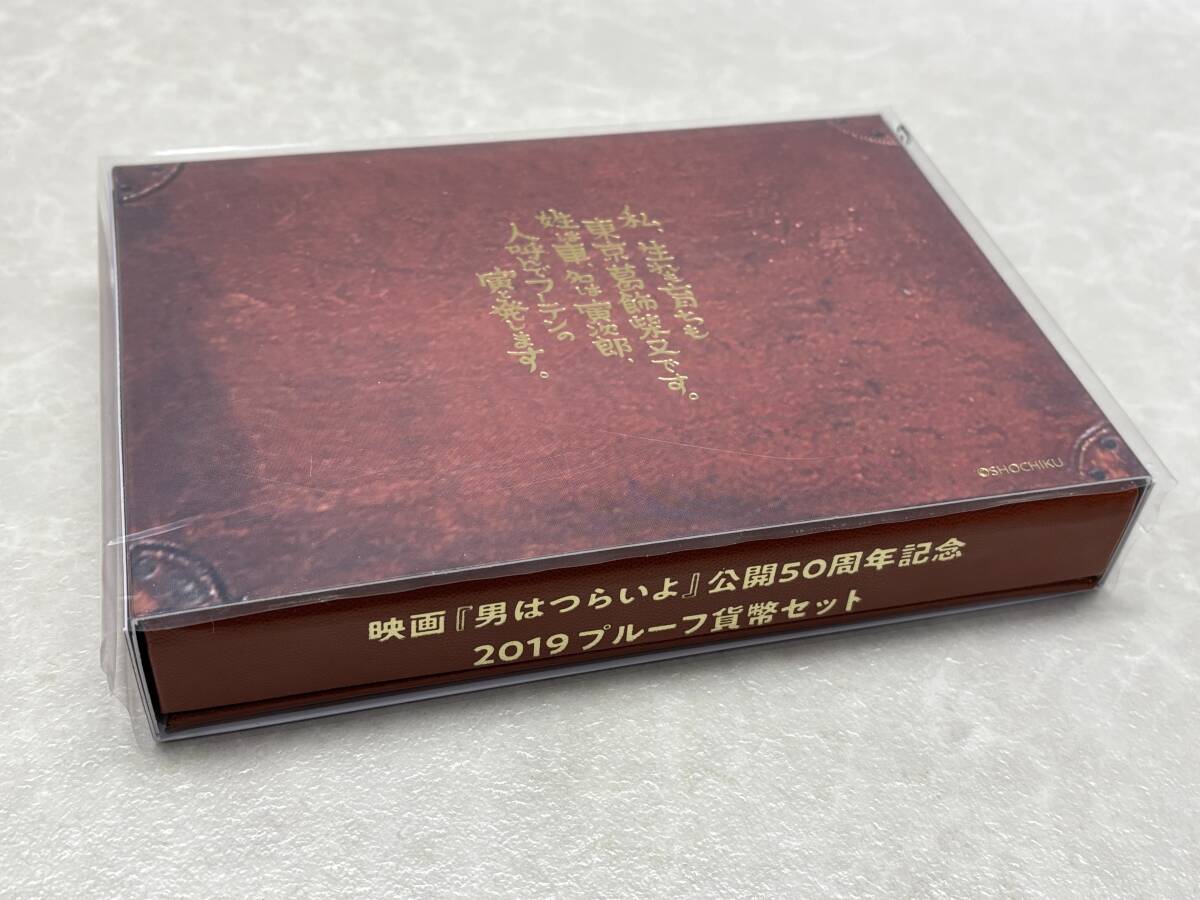 私、生れも育ちも
東京葛飾柴又です。
姓は車、名は寅次郎、
人呼んでフーテンの
寅と発します。
©SHOCHIKU
映画『男はつらいよ』公開50周年記念
2019プルーフ貨幣セット